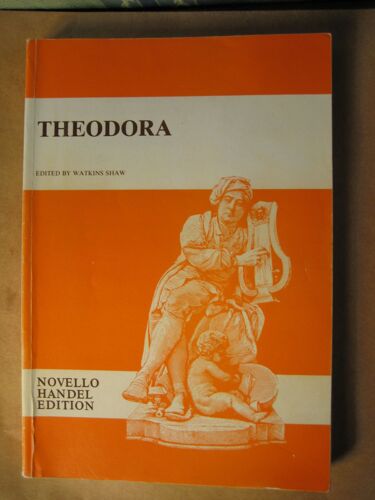 THEODORA
EDITED BY WATKINS SHAW
NOVELLO
HANDEL
EDITION